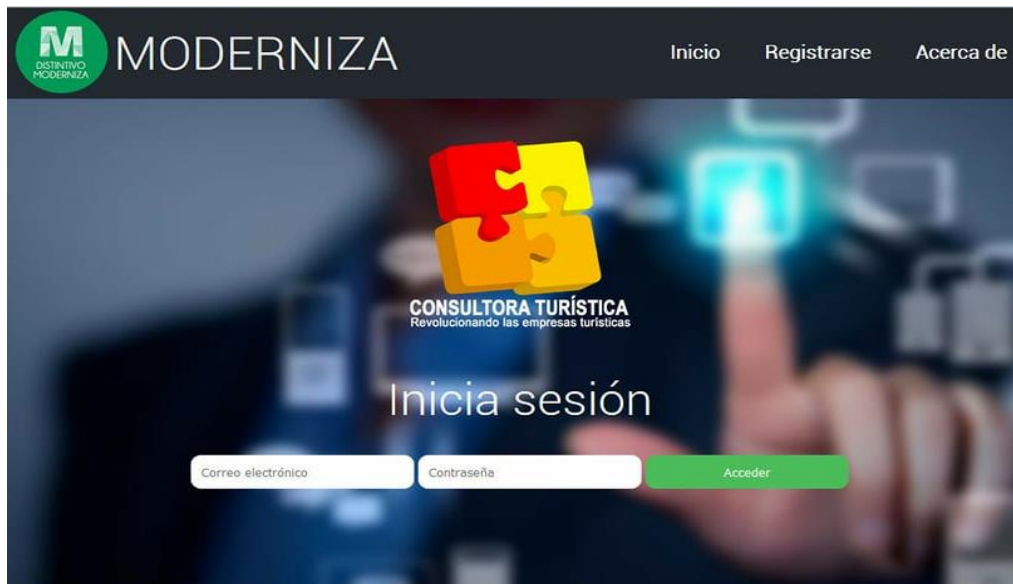 M
DISTINTIVO
MODERNIZA
MODERNIZA
Inicio
Registrarse
Acerca de
CONSULTORA TURÍSTICA
Revolucionando las empresas turísticas
Inicia sesión
Correo electrónico
Contraseña
Acceder